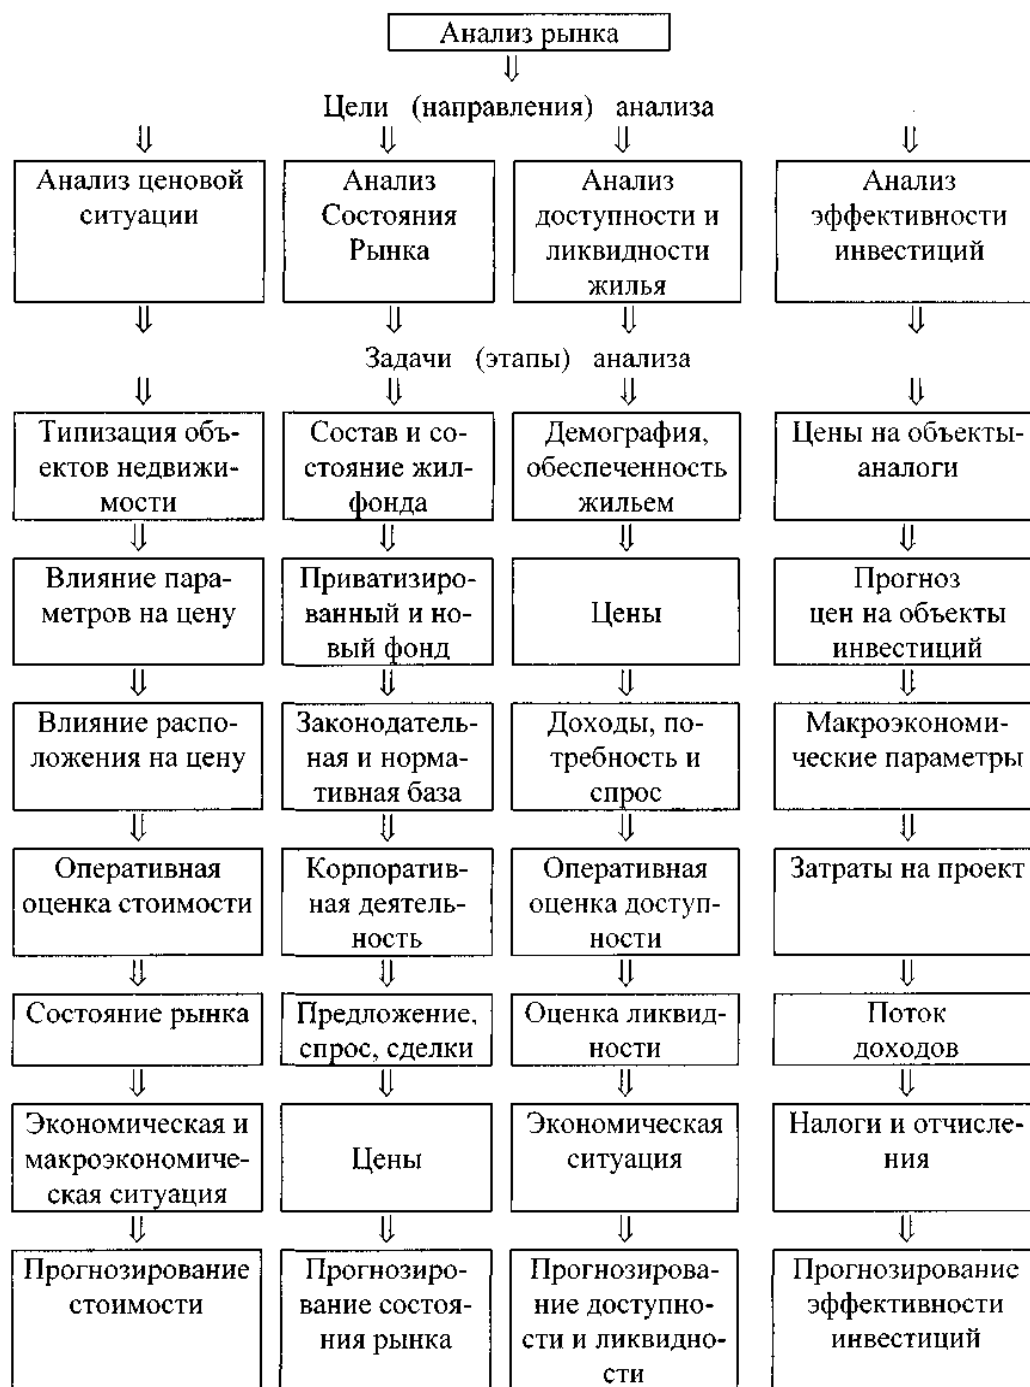 Анализ рынка
Цели (направления) анализа
Анализ ценовой
ситуации
Анализ
Состояния
Рынка
Анализ
доступности и
ликвидности
жилья
Анализ
эффективности
инвестиций
Задачи (этапы) анализа
Типизация объ-
ектов недвижи-
мости
Состав и со-
стояние жил-
фонда
Демография,
обеспеченность
жильем
Цены на объекты-
аналоги
Влияние пара-
метров на цену
Приватизиро-
ванный и но-
вый фонд
Цены
Прогноз
цен на объекты
инвестиций
Влияние распо-
ложения на цену
Законодатель-
ная и норма-
тивная база
Доходы, по-
требность и
спрос
Макроэкономи-
ческие параметры
Оперативная
оценка стоимости
Корпоратив-
ная деятель-
ность
Оперативная
оценка доступ-
ности
Затраты на проект
Состояние рынка
Предложение,
спрос, сделки
Оценка ликвид-
ности
Поток
доходов
Экономическая и
макроэкономиче-
ская ситуация
Цены
Экономическая
ситуация
Налоги и отчисле-
ния
Прогнозирование
стоимости
Прогнозиро-
вание состоя-
ния рынка
Прогнозирова-
ние доступно-
сти и ликвидно-
сти
Прогнозирование
эффективности
инвестиций